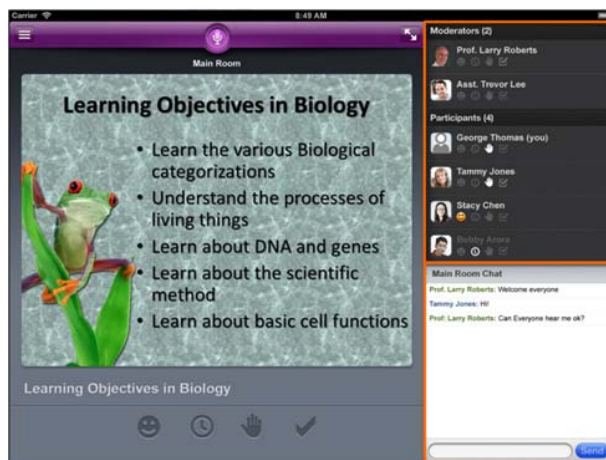 Carrier
8:49 AM
Main Room
Learning Objectives in Biology
• Learn the various Biological
categorizations
• Understand the processes of
living things
• Learn about DNA and genes
• Learn about the scientific
method
• Learn about basic cell functions
Learning Objectives in Biology
Moderators (2)
Prof. Larry Roberts
Asst. Trevor Lee
Participants (4)
George Thomas (you)
Tammy Jones
Stacy Chen
Bobby Arora
Main Room Chat
Prof. Larry Roberts: Welcome everyone
Tammy Jones: Hi!
Prof. Larry Roberts: Can Everyone hear me ok?
Send